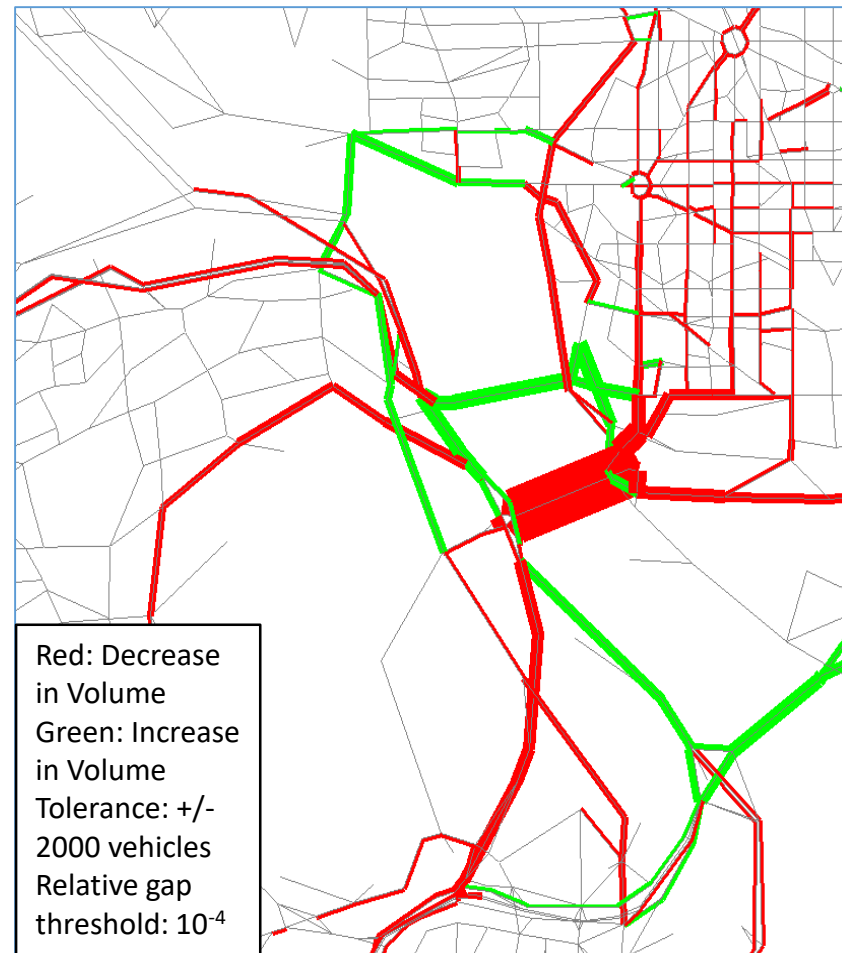 Red: Decrease
in Volume
Green: Increase
in Volume
Tolerance: +/-
2000 vehicles
Relative gap
threshold: 10⁻⁴